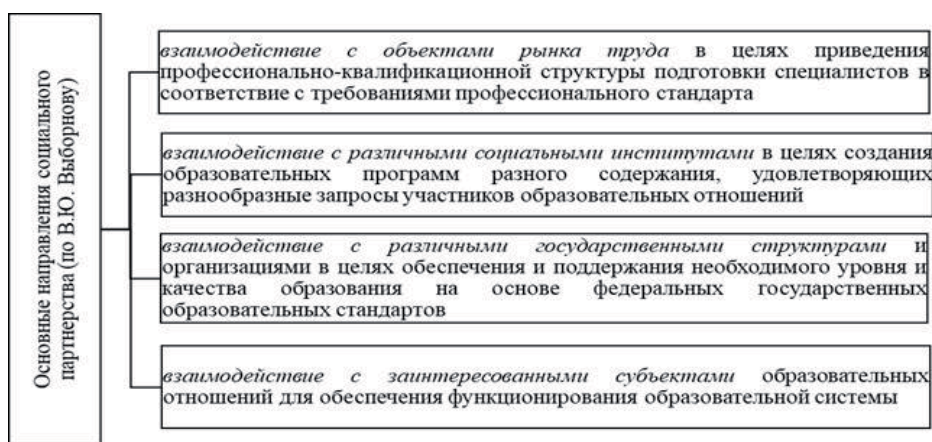 Основные направления социального
партнерства (по В.Ю. Выборнову)
взаимодействие с объектами рынка труда в целях приведения
профессионально-квалификационной структуры подготовки специалистов в
соответствие с требованиями профессионального стандарта
взаимодействие с различными социальными институтами в целях создания
образовательных программ разного содержания, удовлетворяющих
разнообразные запросы участников образовательных отношений
взаимодействие с различными государственными структурами и
организациями в целях обеспечения и поддержания необходимого уровня и
качества образования на основе федеральных государственных
образовательных стандартов
взаимодействие с заинтересованными субъектами образовательных
отношений для обеспечения функционирования образовательной системы